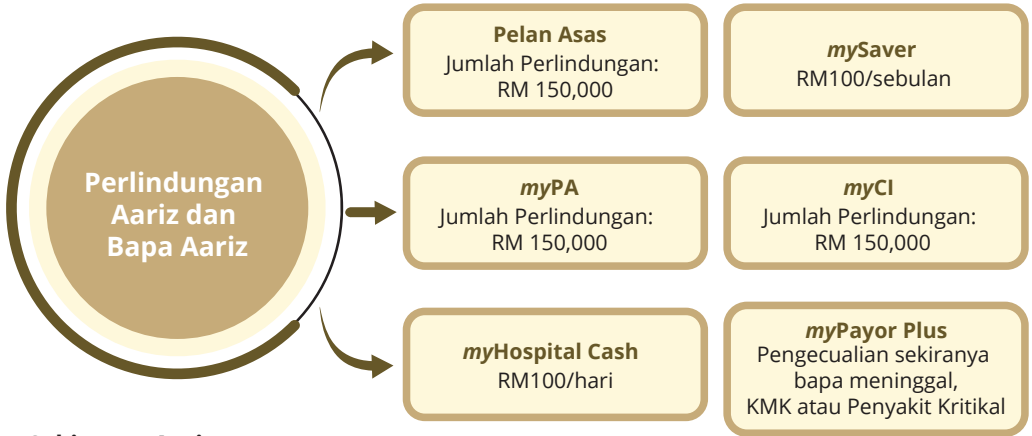 Perlindungan
Aariz dan
Bapa Aariz
Pelan Asas
Jumlah Perlindungan:
RM 150,000
mySaver
RM100/sebulan
myPA
Jumlah Perlindungan:
RM 150,000
myCI
Jumlah Perlindungan:
RM 150,000
myHospital Cash
RM100/hari
myPayor Plus
Pengecualian sekiranya
bapa meninggal,
KMK atau Penyakit Kritikal